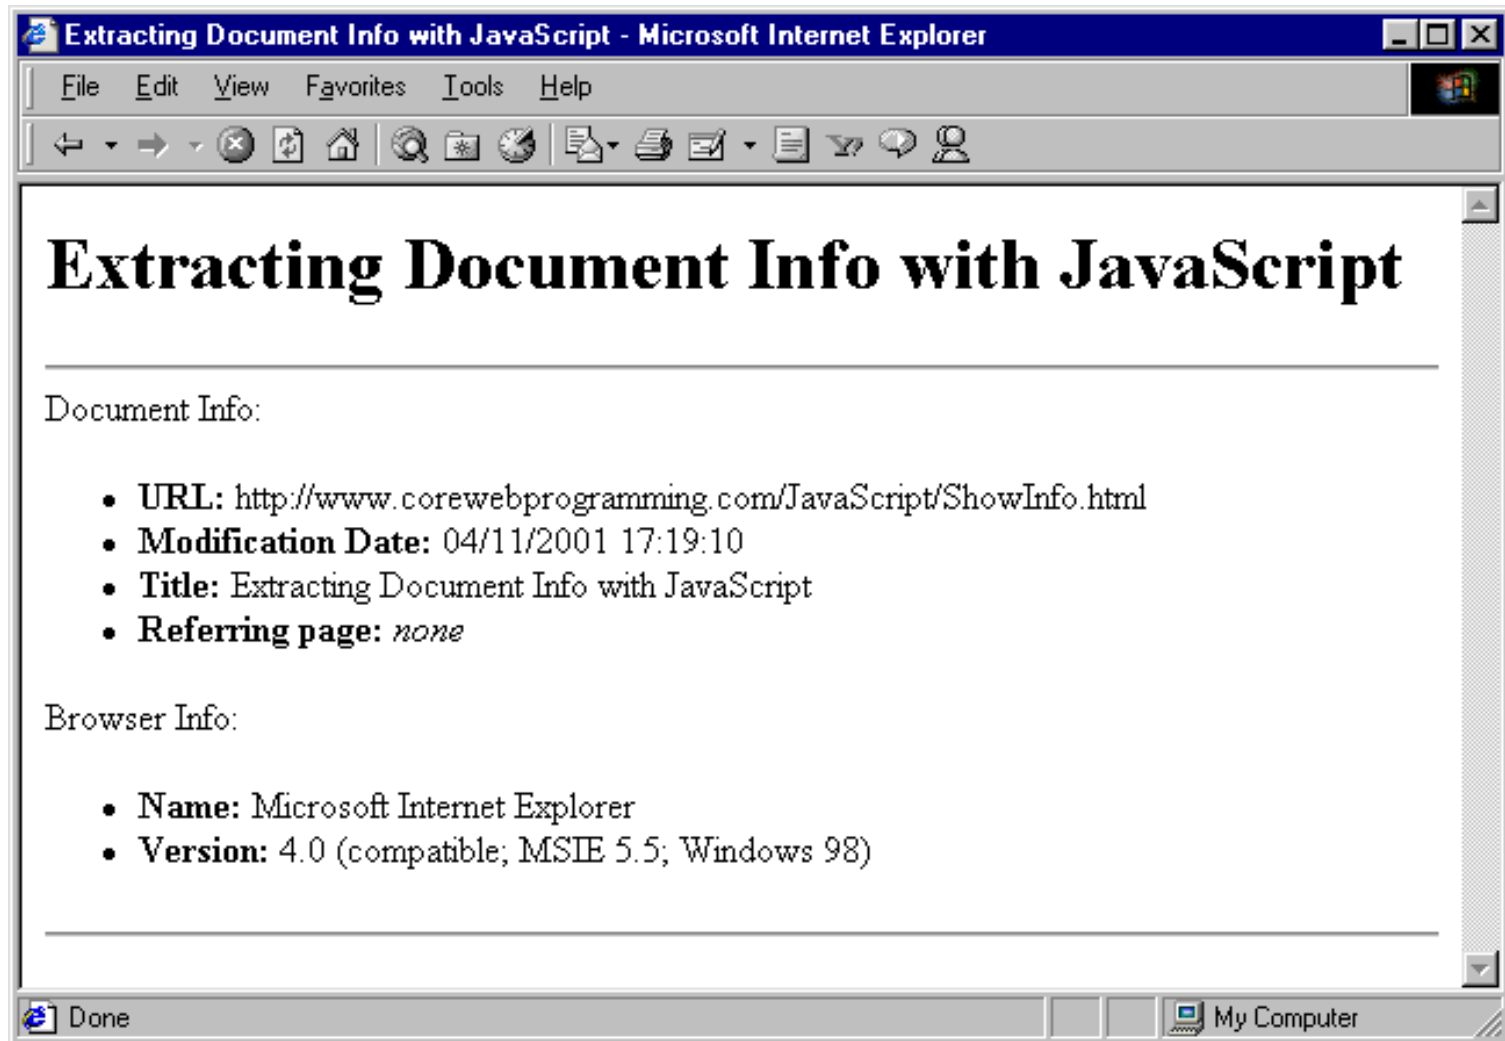 Extracting Document Info with JavaScript - Microsoft Internet Explorer
File Edit View Favorites Tools Help
Extracting Document Info with JavaScript
Document Info:
• URL: http://www.corewebprogramming.com/JavaScript/ShowInfo.html
• Modification Date: 04/11/2001 17:19:10
• Title: Extracting Document Info with JavaScript
• Referring page: none
Browser Info:
• Name: Microsoft Internet Explorer
• Version: 4.0 (compatible; MSIE 5.5; Windows 98)
Done My Computer